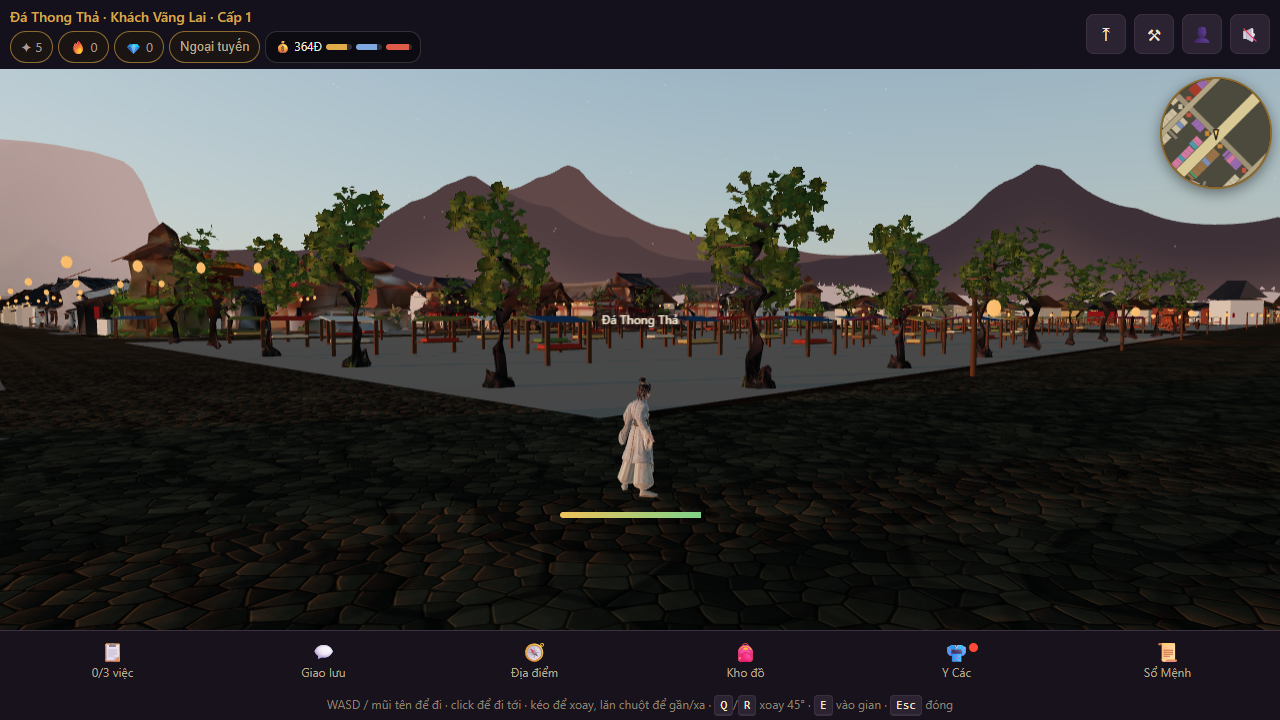 Đá Thong Thả · Khách Vãng Lai · Cấp 1
5
0
0
Ngoại tuyến
364Đ
Đá Thong Thả
0/3 việc
Giao lưu
Địa điểm
Kho đồ
Y Các
Sổ Mệnh
WASD / mũi tên để đi · click để đi tới · kéo để xoay, lăn chuột để gần/xa · Q / R xoay 45° · E vào gian · Esc đóng